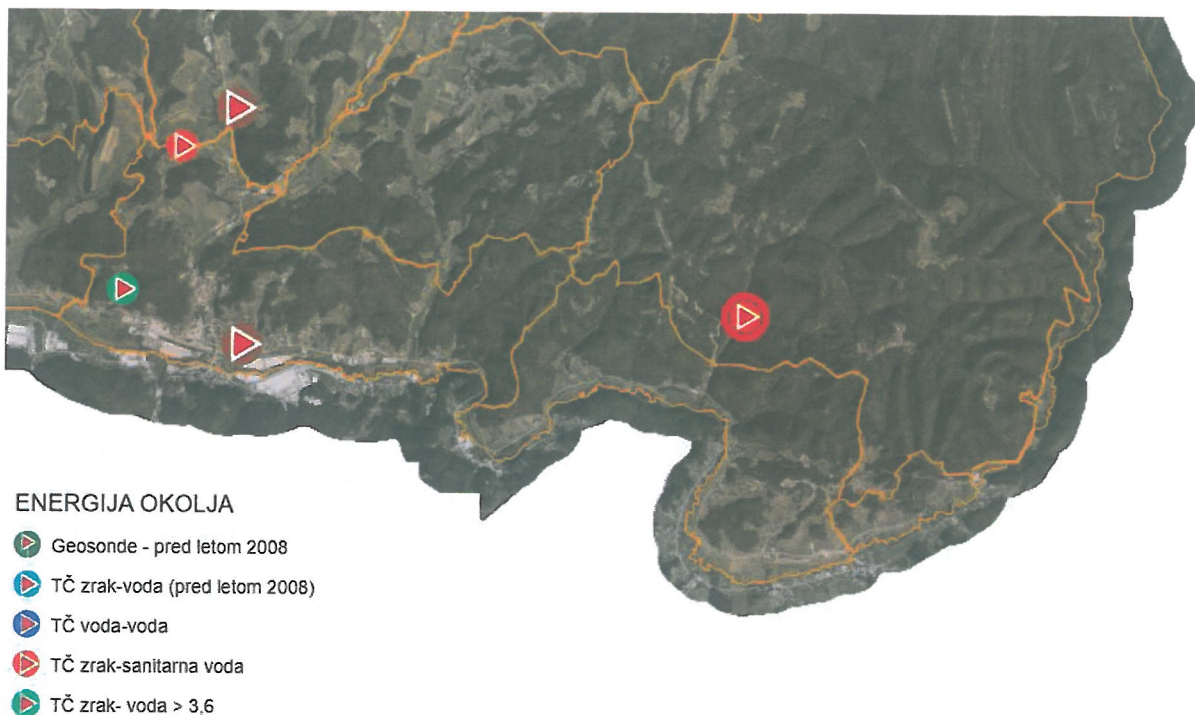 ENERGIJA OKOLJA
Geosonde - pred letom 2008
TČ zrak-voda (pred letom 2008)
TČ voda-voda
TČ zrak-sanitarna voda
TČ zrak- voda > 3,6